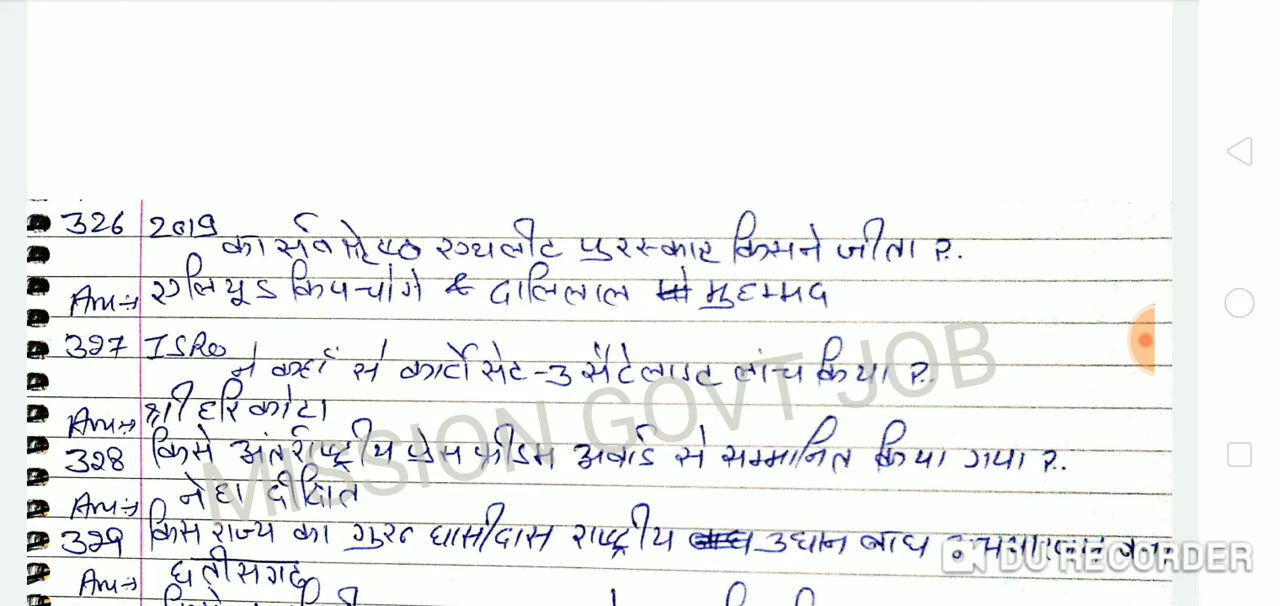 326 2019
का सर्वश्रेष्ठ एथलीट पुरस्कार किसने जीता ?.
Ans:→ एलियूड किपचोगे & दालिलाल मुहम्मद
327 ISRO
ने कहाँ से कार्टोसेट-3 सैटेलाइट लांच किया ?.
Ans:→ श्री हरि कोटा
328 किसे अंतर्राष्ट्रीय प्रेस फ्रीडम अवार्ड से सम्मानित किया गया ?.
Ans:→ नेहा दीक्षित
329 किस राज्य का गुरु घासीदास राष्ट्रीय उधान बाघ
Ans:→ छतीसगढ़
MISSION GOVT JOB
DU RECORDER